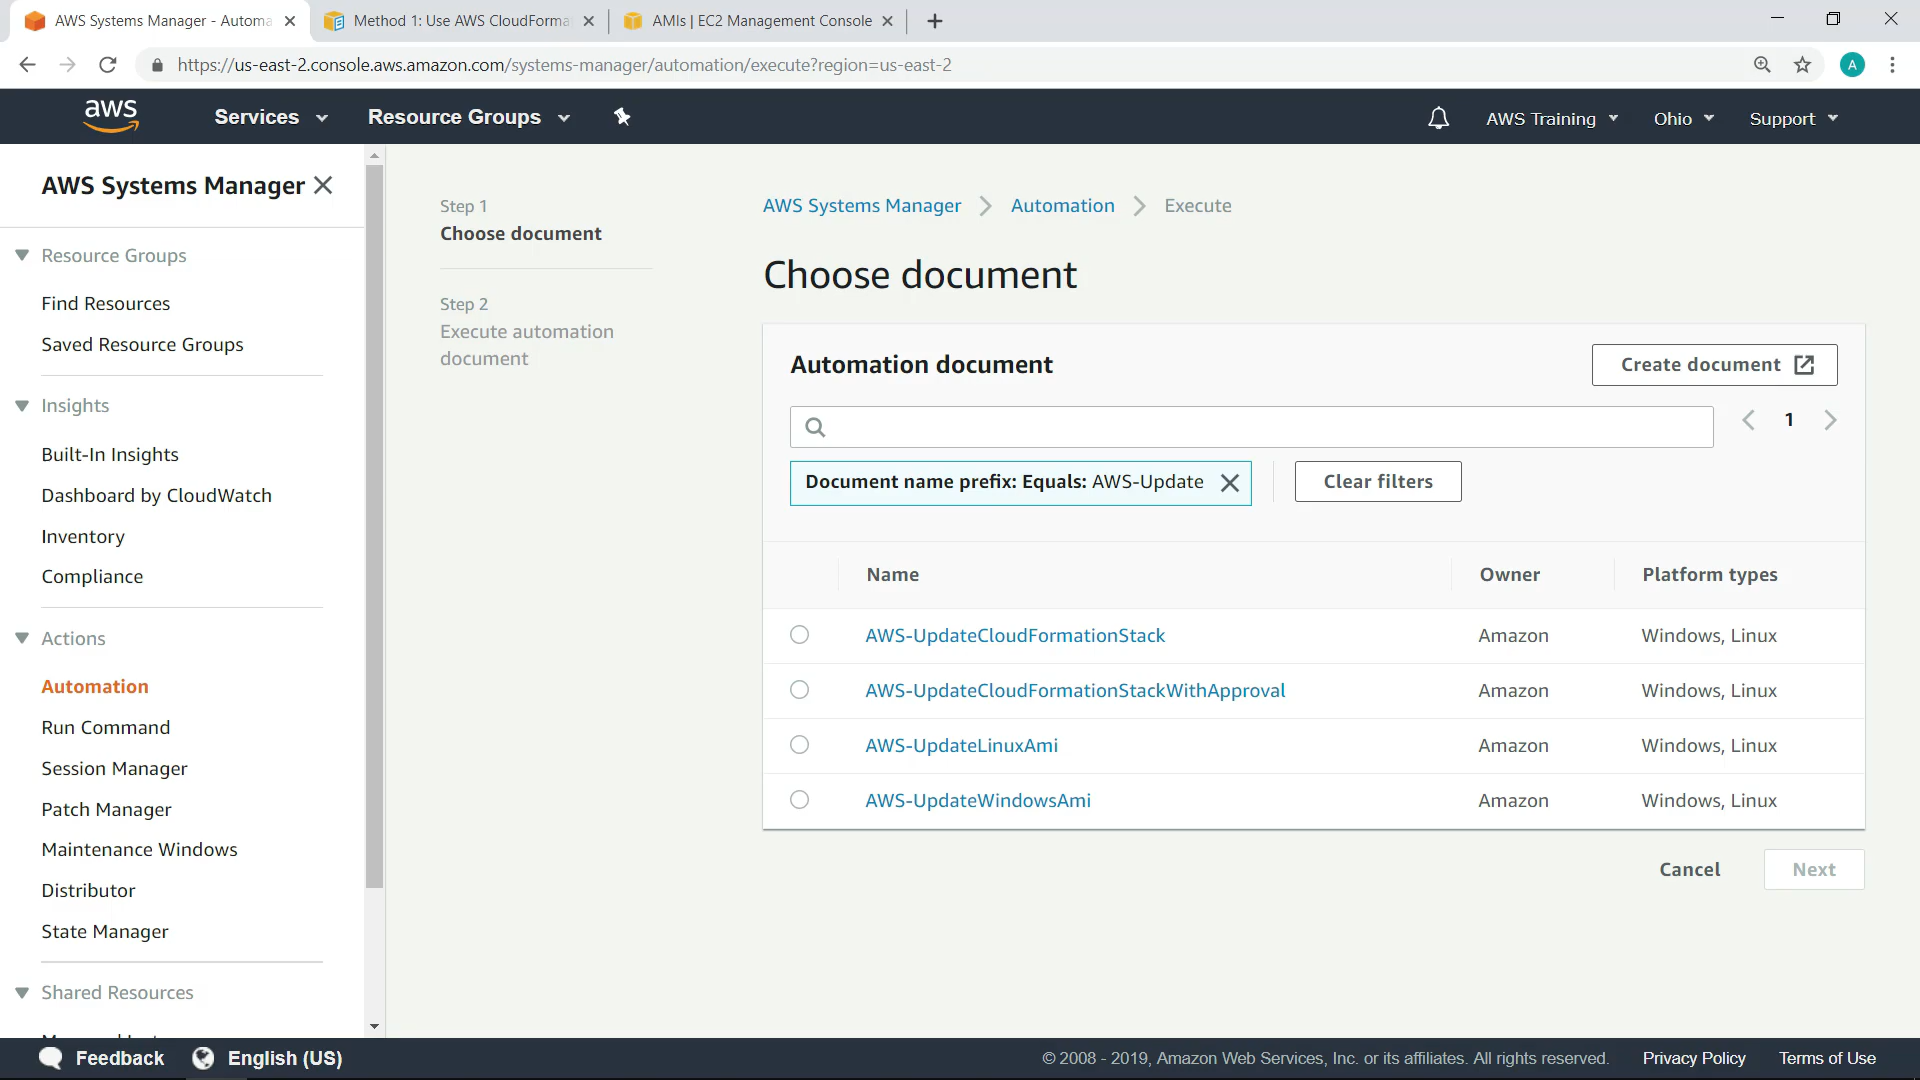 AWS Systems Manager - Automa
Method 1: Use AWS CloudForma
AMIs | EC2 Management Console
https://us-east-2.console.aws.amazon.com/systems-manager/automation/execute?region=us-east-2
A
aws
Services
Resource Groups
AWS Training
Ohio
Support
AWS Systems Manager
Resource Groups
Find Resources
Saved Resource Groups
Insights
Built-In Insights
Dashboard by CloudWatch
Inventory
Compliance
Actions
Automation
Run Command
Session Manager
Patch Manager
Maintenance Windows
Distributor
State Manager
Shared Resources
Step 1
Choose document
Step 2
Execute automation
document
AWS Systems Manager > Automation > Execute
Choose document
Automation document
Create document
1
Document name prefix: Equals: AWS-Update
Clear filters
Name Owner Platform types
AWS-UpdateCloudFormationStack Amazon Windows, Linux
AWS-UpdateCloudFormationStackWithApproval Amazon Windows, Linux
AWS-UpdateLinuxAmi Amazon Windows, Linux
AWS-UpdateWindowsAmi Amazon Windows, Linux
Cancel
Next
Feedback
English (US)
© 2008 - 2019, Amazon Web Services, Inc. or its affiliates. All rights reserved.
Privacy Policy
Terms of Use